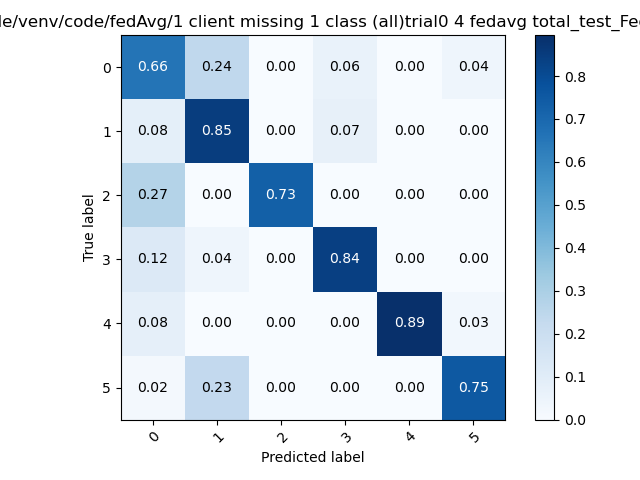 le/venv/code/fedAvg/1 client missing 1 class (all)trial0 4 fedavg total_test_Fe
0 0.66 0.24 0.00 0.06 0.00 0.04
1 0.08 0.85 0.00 0.07 0.00 0.00
2 0.27 0.00 0.73 0.00 0.00 0.00
3 0.12 0.04 0.00 0.84 0.00 0.00
4 0.08 0.00 0.00 0.00 0.89 0.03
5 0.02 0.23 0.00 0.00 0.00 0.75
0 1 2 3 4 5
True label
Predicted label
0.8
0.7
0.6
0.5
0.4
0.3
0.2
0.1
0.0